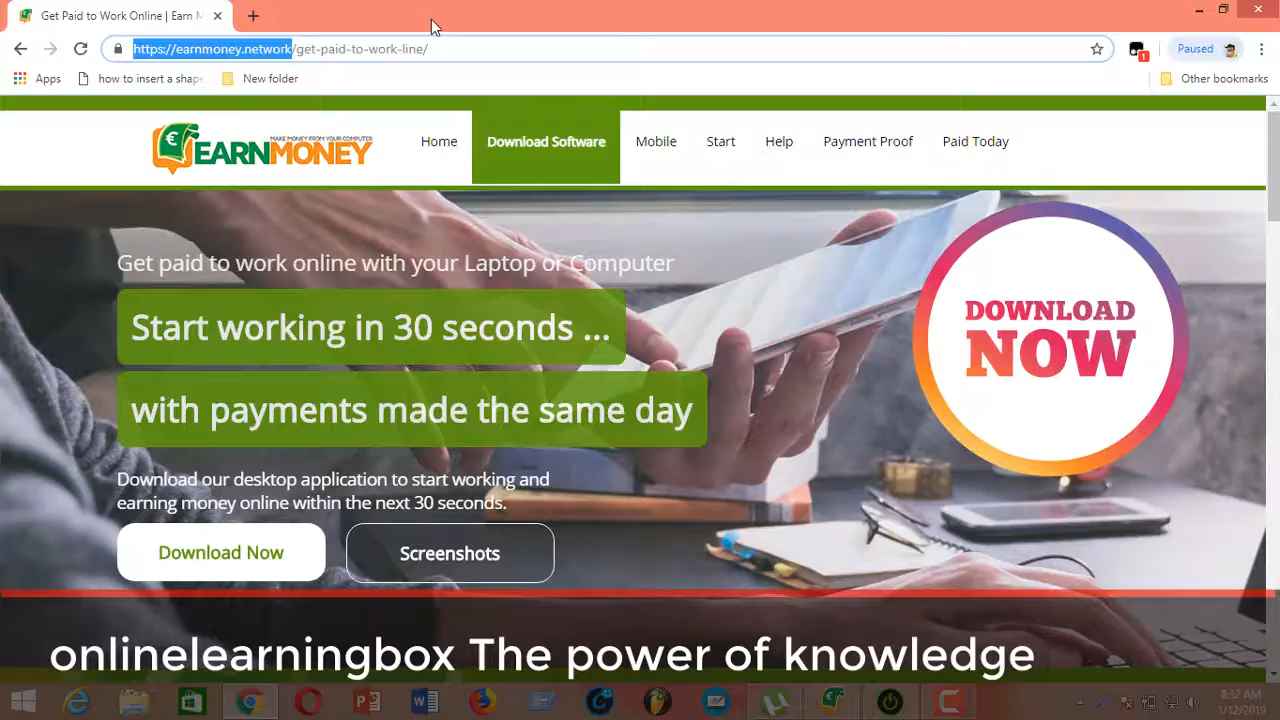 Get Paid to Work Online | Earn M
https://earnmoney.network/get-paid-to-work-line/
1
Paused
Apps
how to insert a shap
New folder
Other bookmarks
MAKE MONEY FROM YOUR COMPUTER
EARNMONEY
Home
Download Software
Mobile
Start
Help
Payment Proof
Paid Today
Get paid to work online with your Laptop or Computer
Start working in 30 seconds ...
with payments made the same day
DOWNLOAD
NOW
Download our desktop application to start working and
earning money online within the next 30 seconds.
Download Now
Screenshots
onlinelearningbox The power of knowledge
8:32 AM
1/12/2019